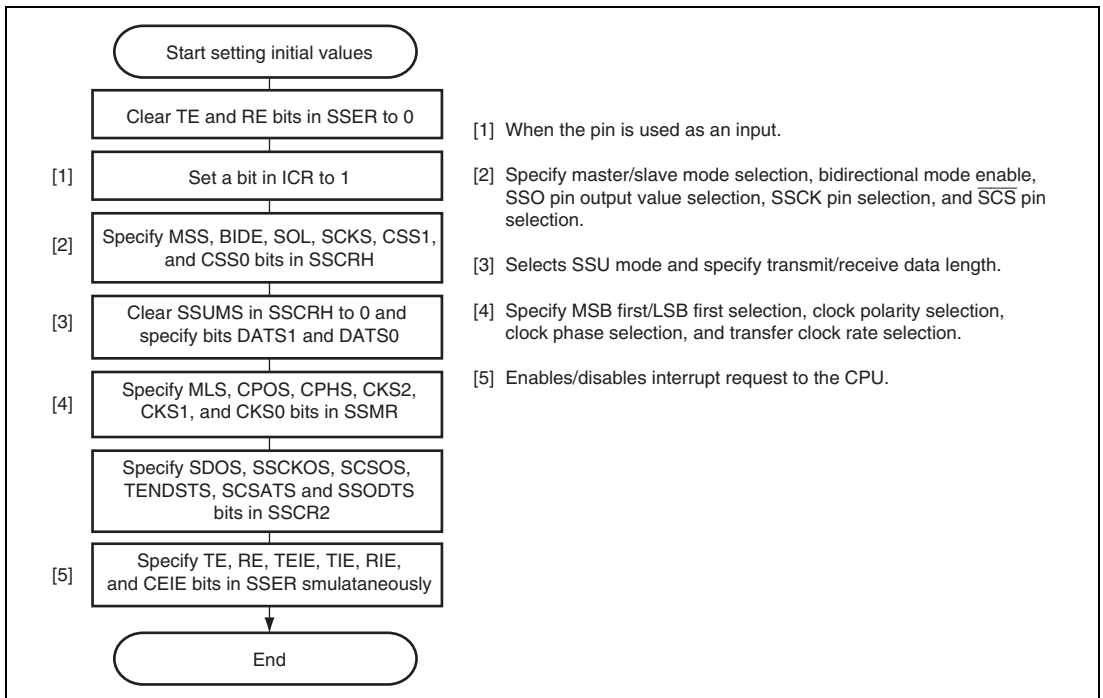 Start setting initial values
Clear TE and RE bits in SSER to 0
[1] Set a bit in ICR to 1
[2] Specify MSS, BIDE, SOL, SCKS, CSS1,
and CSS0 bits in SSCRH
[3] Clear SSUMS in SSCRH to 0 and
specify bits DATS1 and DATS0
[4] Specify MLS, CPOS, CPHS, CKS2,
CKS1, and CKS0 bits in SSMR
Specify SDOS, SSCKOS, SCSOS,
TENDSTS, SCSATS and SSODTS
bits in SSCR2
[5] Specify TE, RE, TEIE, TIE, RIE,
and CEIE bits in SSER smulataneously
End
[1] When the pin is used as an input.
[2] Specify master/slave mode selection, bidirectional mode enable,
SSO pin output value selection, SSCK pin selection, and SCS pin
selection.
[3] Selects SSU mode and specify transmit/receive data length.
[4] Specify MSB first/LSB first selection, clock polarity selection,
clock phase selection, and transfer clock rate selection.
[5] Enables/disables interrupt request to the CPU.